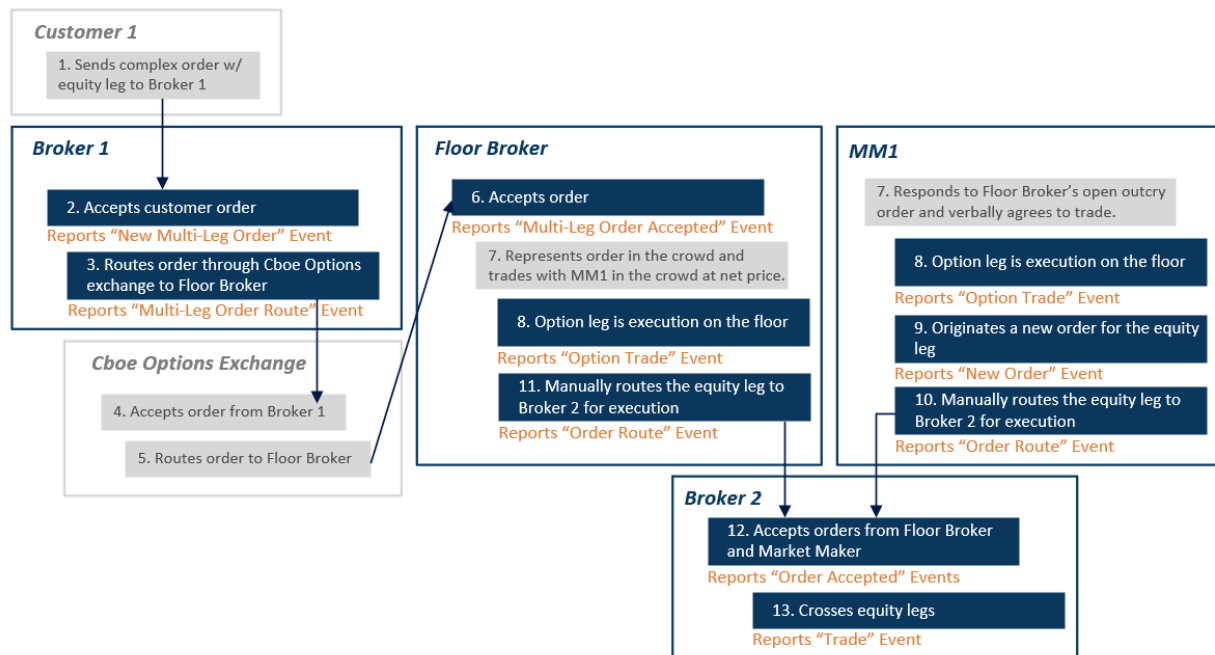 Customer 1
1. Sends complex order w/
equity leg to Broker 1
Broker 1
2. Accepts customer order
Reports “New Multi-Leg Order” Event
3. Routes order through Cboe Options
exchange to Floor Broker
Reports “Multi-Leg Order Route” Event
Cboe Options Exchange
4. Accepts order from Broker 1
5. Routes order to Floor Broker
Floor Broker
6. Accepts order
Reports “Multi-Leg Order Accepted” Event
7. Represents order in the crowd and
trades with MM1 in the crowd at net price.
8. Option leg is execution on the floor
Reports “Option Trade” Event
11. Manually routes the equity leg to
Broker 2 for execution
Reports “Order Route” Event
MM1
7. Responds to Floor Broker’s open outcry
order and verbally agrees to trade.
8. Option leg is execution on the floor
Reports “Option Trade” Event
9. Originates a new order for the equity
leg
Reports “New Order” Event
10. Manually routes the equity leg to
Broker 2 for execution
Reports “Order Route” Event
Broker 2
12. Accepts orders from Floor Broker
and Market Maker
Reports “Order Accepted” Events
13. Crosses equity legs
Reports “Trade” Event